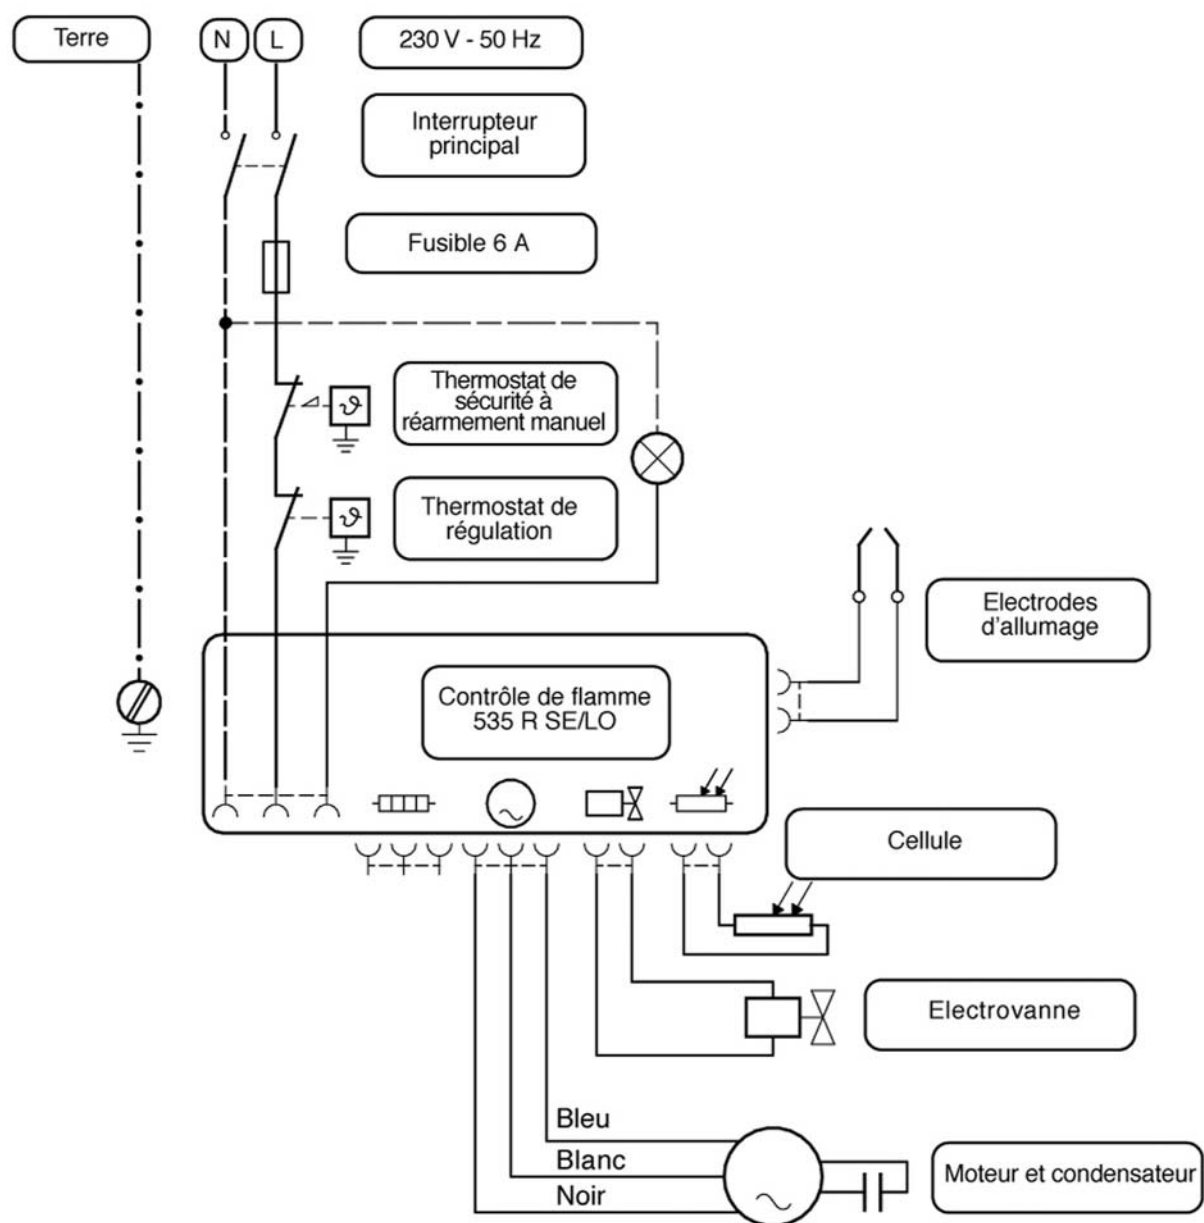 Terre
N
L
230 V - 50 Hz
Interrupteur
principal
Fusible 6 A
Thermostat de
sécurité à
réarmement manuel
Thermostat de
régulation
Electrodes
d'allumage
Contrôle de flamme
535 R SE/LO
Cellule
Electrovanne
Bleu
Blanc
Noir
Moteur et condensateur